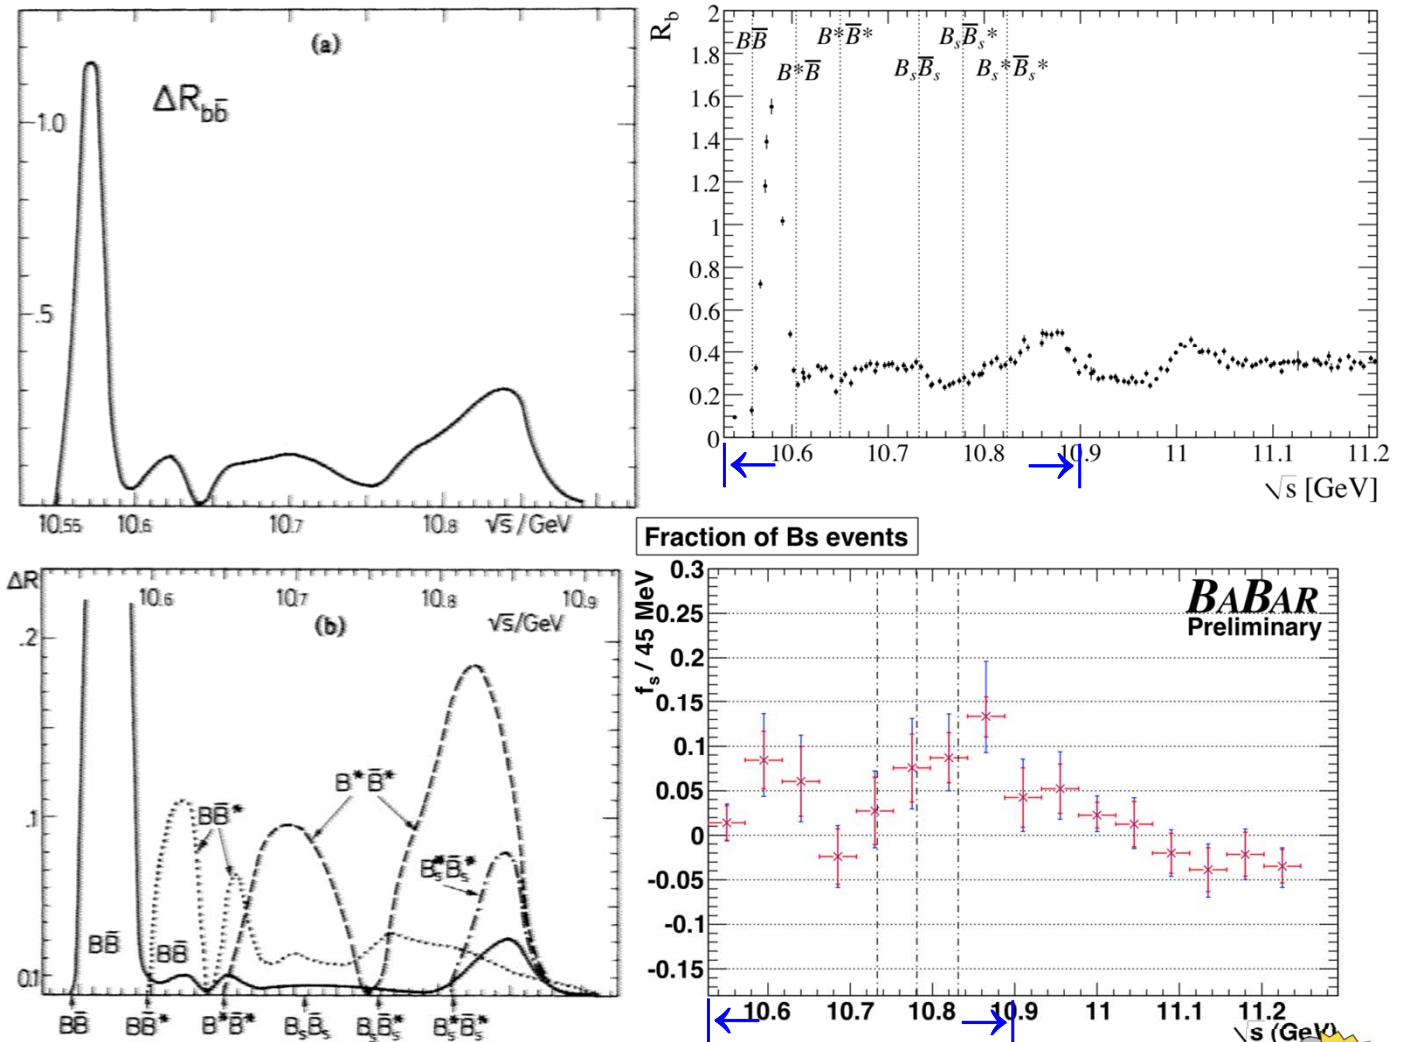 (a)
ΔR_{bb̄}
1.0
.5
10.55 10.6 10.7 10.8 √s/GeV
R_b
2
1.8
1.6
1.4
1.2
1
0.8
0.6
0.4
0.2
0
BB̄ B*B̄* B_sB̄_s*
B*B̄ B_sB̄_s B_s*B̄_s*
10.6 10.7 10.8 10.9 11 11.1 11.2
√s [GeV]
ΔR
10.6 10.7 10.8 10.9
√s/GeV
(b)
.2
.1
0.1
BB̄*
B*B̄*
B_s*B̄_s*
BB̄ BB̄
BB̄ BB̄* B*B̄* B_sB̄_s B_sB̄_s* B_s*B̄_s*
Fraction of Bs events
f_s / 45 MeV
0.3
0.25
0.2
0.15
0.1
0.05
0
-0.05
-0.1
-0.15
BABAR
Preliminary
10.6 10.7 10.8 10.9 11 11.1 11.2
√s (GeV)